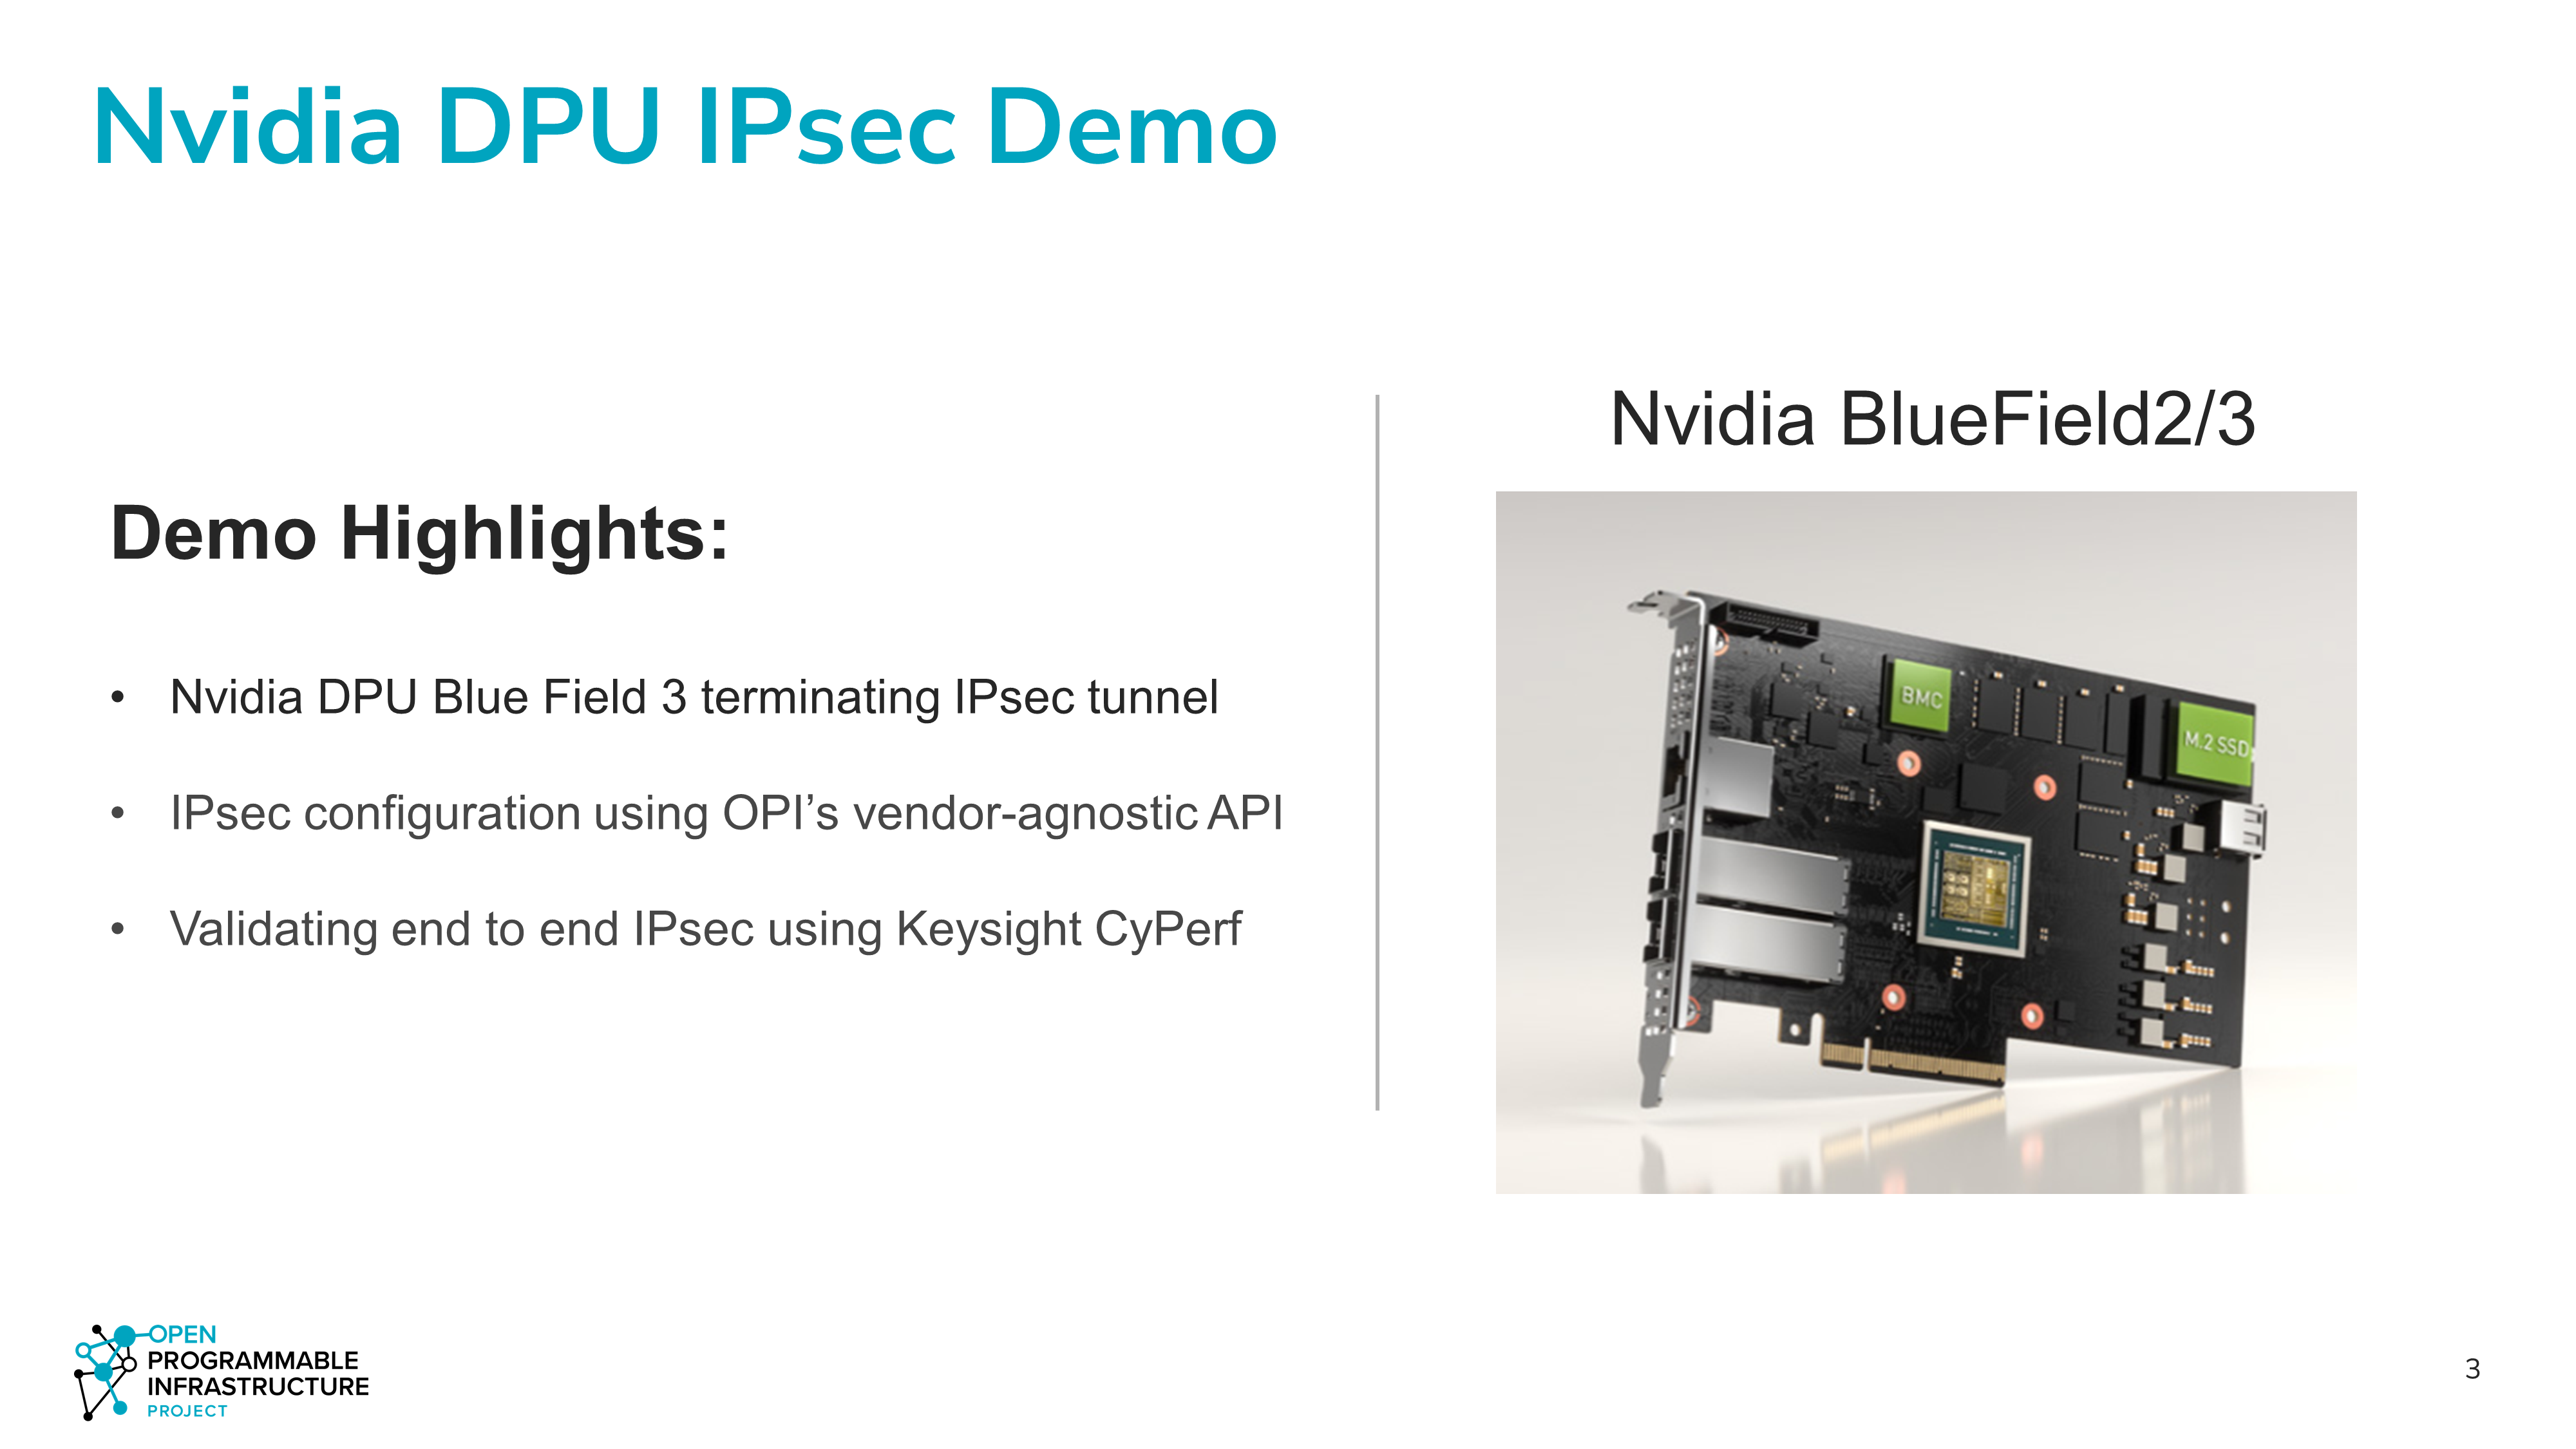 Nvidia DPU IPsec Demo
Demo Highlights:
• Nvidia DPU Blue Field 3 terminating IPsec tunnel
• IPsec configuration using OPI’s vendor-agnostic API
• Validating end to end IPsec using Keysight CyPerf
Nvidia BlueField2/3
BMC
M.2 SSD
OPEN
PROGRAMMABLE
INFRASTRUCTURE
PROJECT
3